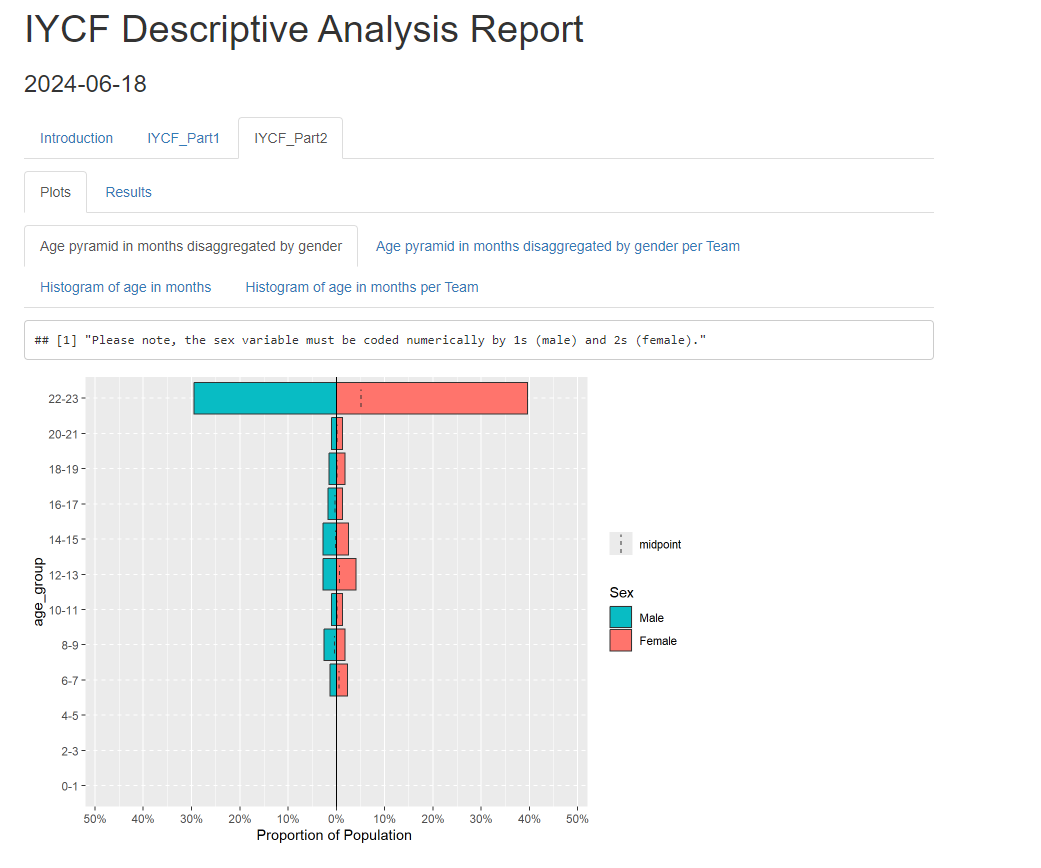 IYCF Descriptive Analysis Report
2024-06-18
Introduction IYCF_Part1 IYCF_Part2
Plots Results
Age pyramid in months disaggregated by gender Age pyramid in months disaggregated by gender per Team
Histogram of age in months Histogram of age in months per Team
## [1] "Please note, the sex variable must be coded numerically by 1s (male) and 2s (female)."
22-23
20-21
18-19
16-17
14-15
12-13
10-11
8-9
6-7
4-5
2-3
0-1
age_group
50% 40% 30% 20% 10% 0% 10% 20% 30% 40% 50%
Proportion of Population
midpoint
Sex
Male
Female